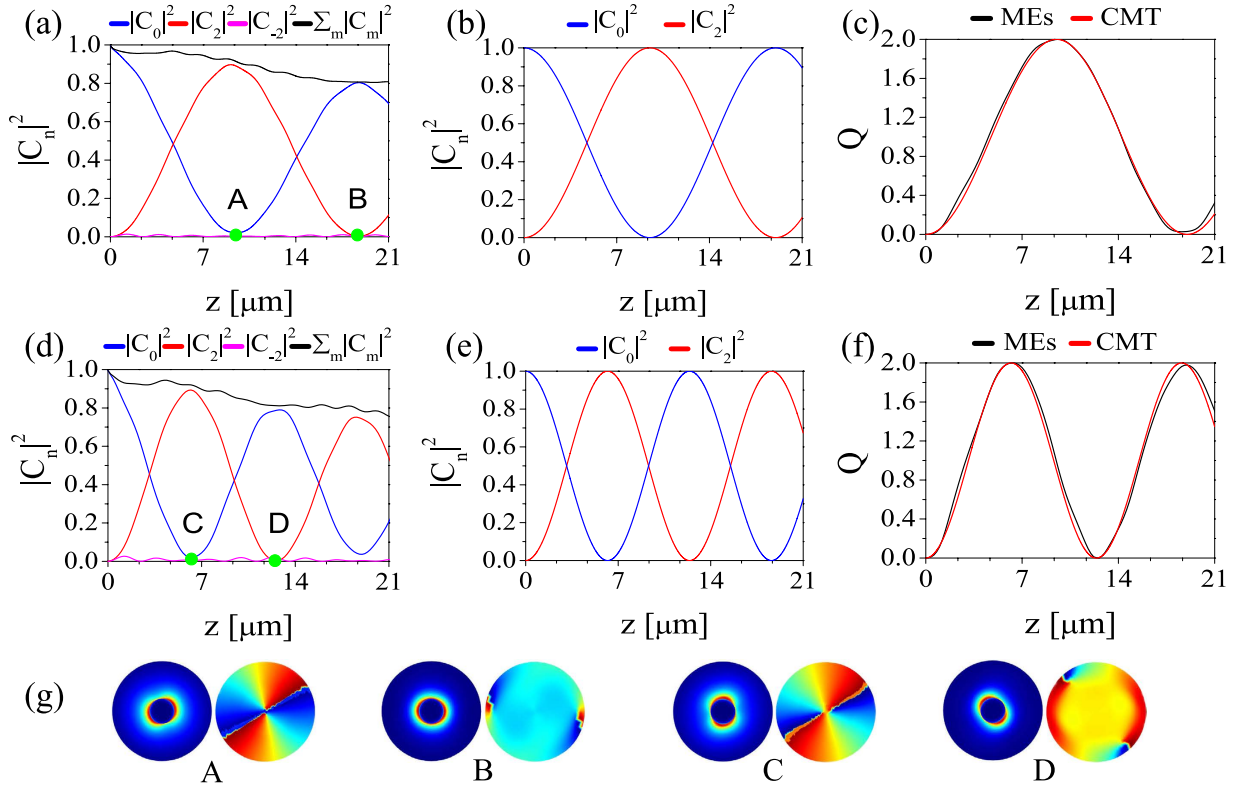 (a) |C₀|² |C₂|² |C₋₂|² Σₘ|Cₘ|²
1.0
0.8
0.6
0.4
0.2
0.0
|Cₙ|²
A B
0 7 14 21
z [μm]
(b) |C₀|² |C₂|²
1.0
0.8
0.6
0.4
0.2
0.0
|Cₙ|²
0 7 14 21
z [μm]
(c) MEs CMT
2.0
1.6
1.2
0.8
0.4
0.0
Q
0 7 14 21
z [μm]
(d) |C₀|² |C₂|² |C₋₂|² Σₘ|Cₘ|²
1.0
0.8
0.6
0.4
0.2
0.0
|Cₙ|²
C D
0 7 14 21
z [μm]
(e) |C₀|² |C₂|²
1.0
0.8
0.6
0.4
0.2
0.0
|Cₙ|²
0 7 14 21
z [μm]
(f) MEs CMT
2.0
1.6
1.2
0.8
0.4
0.0
Q
0 7 14 21
z [μm]
(g)
A B C D